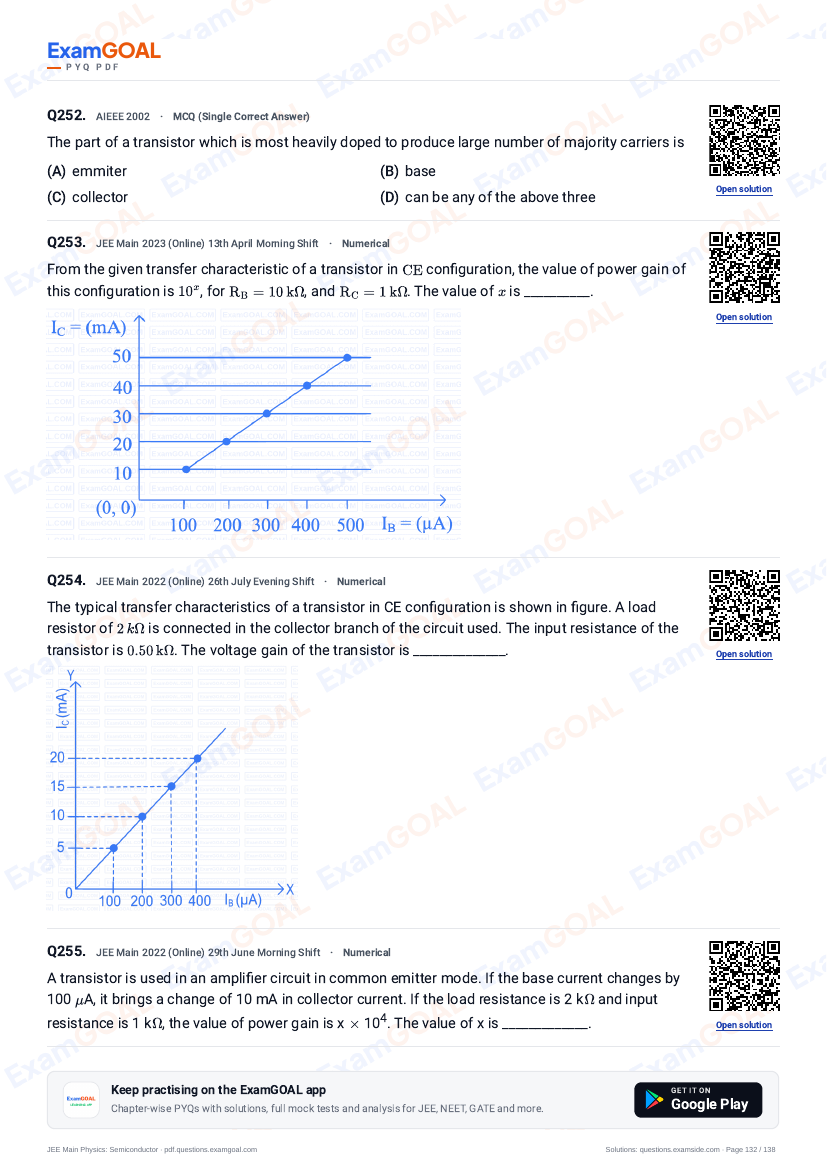 ExamGOAL
PYQ PDF
Q252. AIEEE 2002 · MCQ (Single Correct Answer)
The part of a transistor which is most heavily doped to produce large number of majority carriers is
(A) emmiter (B) base
(C) collector (D) can be any of the above three
Open solution
Q253. JEE Main 2023 (Online) 13th April Morning Shift · Numerical
From the given transfer characteristic of a transistor in CE configuration, the value of power gain of
this configuration is 10^x, for R_B = 10 kΩ, and R_C = 1 kΩ. The value of x is __________.
Open solution
I_C = (mA)
50
40
30
20
10
(0, 0)
100 200 300 400 500 I_B = (μA)
Q254. JEE Main 2022 (Online) 26th July Evening Shift · Numerical
The typical transfer characteristics of a transistor in CE configuration is shown in figure. A load
resistor of 2 kΩ is connected in the collector branch of the circuit used. The input resistance of the
transistor is 0.50 kΩ. The voltage gain of the transistor is ______________.
Open solution
Y
I_C (mA)
20
15
10
5
0
100 200 300 400 I_B (μA) X
Q255. JEE Main 2022 (Online) 29th June Morning Shift · Numerical
A transistor is used in an amplifier circuit in common emitter mode. If the base current changes by
100 μA, it brings a change of 10 mA in collector current. If the load resistance is 2 kΩ and input
resistance is 1 kΩ, the value of power gain is x × 10^4. The value of x is _____________.
Open solution
Keep practising on the ExamGOAL app
Chapter-wise PYQs with solutions, full mock tests and analysis for JEE, NEET, GATE and more.
GET IT ON
Google Play
JEE Main Physics: Semiconductor · pdf.questions.examgoal.com
Solutions: questions.examside.com · Page 132 / 138